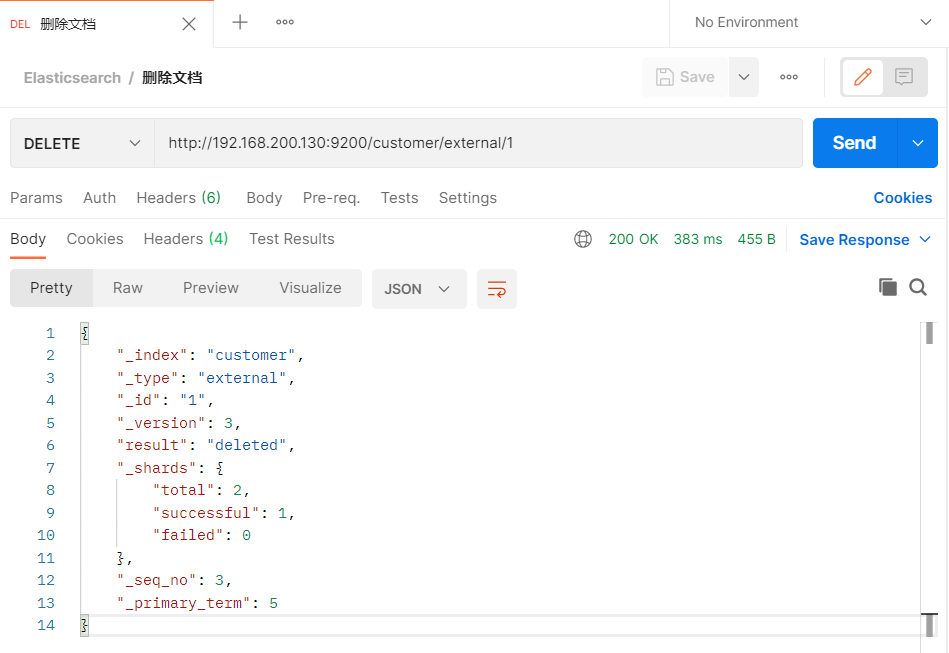 DEL 删除文档
No Environment
Elasticsearch / 删除文档
Save
DELETE
http://192.168.200.130:9200/customer/external/1
Send
Params Auth Headers (6) Body Pre-req. Tests Settings Cookies
Body Cookies Headers (4) Test Results 200 OK 383 ms 455 B Save Response
Pretty Raw Preview Visualize JSON
1 {
2 "_index": "customer",
3 "_type": "external",
4 "_id": "1",
5 "_version": 3,
6 "result": "deleted",
7 "_shards": {
8 "total": 2,
9 "successful": 1,
10 "failed": 0
11 },
12 "_seq_no": 3,
13 "_primary_term": 5
14 }